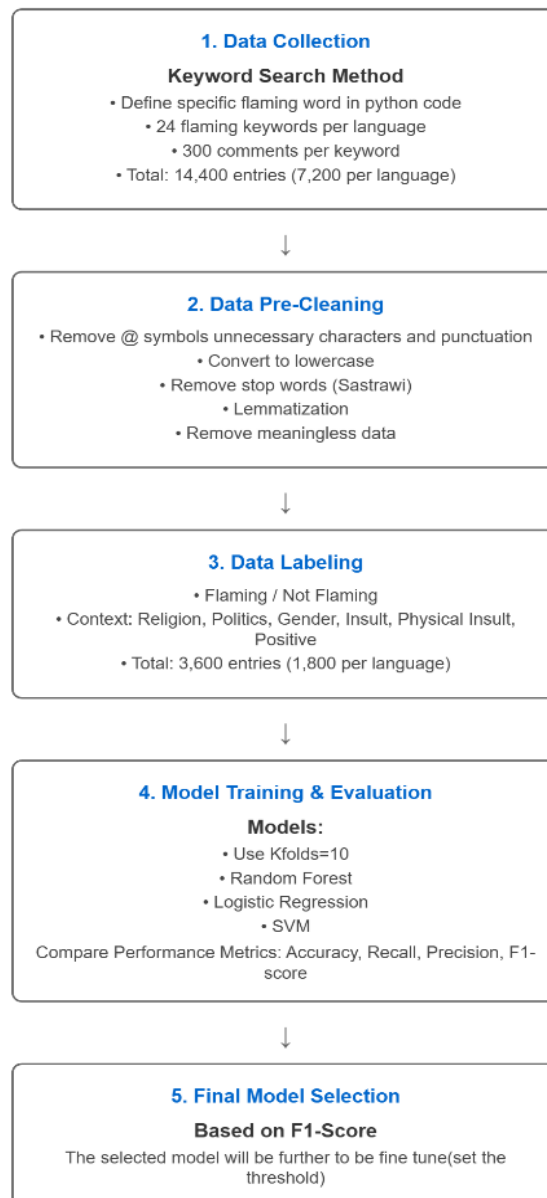 1. Data Collection
Keyword Search Method
• Define specific flaming word in python code
• 24 flaming keywords per language
• 300 comments per keyword
• Total: 14,400 entries (7,200 per language)
↓
2. Data Pre-Cleaning
• Remove @ symbols unnecessary characters and punctuation
• Convert to lowercase
• Remove stop words (Sastrawi)
• Lemmatization
• Remove meaningless data
↓
3. Data Labeling
• Flaming / Not Flaming
• Context: Religion, Politics, Gender, Insult, Physical Insult,
Positive
• Total: 3,600 entries (1,800 per language)
↓
4. Model Training & Evaluation
Models:
• Use Kfolds=10
• Random Forest
• Logistic Regression
• SVM
Compare Performance Metrics: Accuracy, Recall, Precision, F1-
score
↓
5. Final Model Selection
Based on F1-Score
The selected model will be further to be fine tune(set the
threshold)